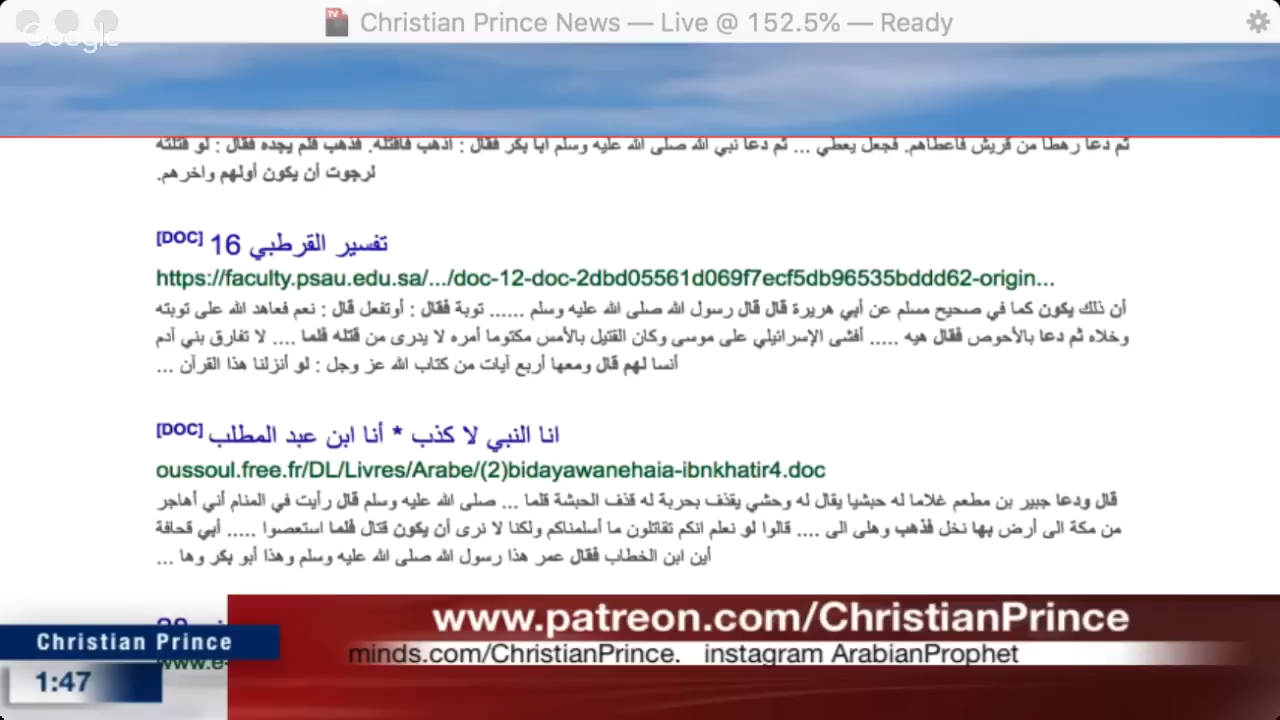 Christian Prince News — Live @ 152.5% — Ready
Google
ثم دعا رهطا من قريش فأعطاهم. فجعل يعطي ... ثم دعا نبي الله صلى الله عليه وسلم أبا بكر فقال : اذهب فاقتله. فذهب فلم يجده فقال : لو قتلته
لرجوت أن يكون أولهم واخرهم.
[DOC] تفسير القرطبي 16
https://faculty.psau.edu.sa/.../doc-12-doc-2dbd05561d069f7ecf5db96535bddd62-origin...
أن ذلك يكون كما في صحيح مسلم عن أبي هريرة قال قال رسول الله صلى الله عليه وسلم ...... توبة فقال : أوتفعل قال : نعم فعاهد الله على توبته
وخلاه ثم دعا بالأحوص فقال هيه ..... أفشى الإسرائيلي على موسى وكان القتيل بالأمس مكتوما أمره لا يدرى من قتله فلما .... لا تفارق بني آدم
أنسا لهم قال ومعها أربع آيات من كتاب الله عز وجل : لو أنزلنا هذا القرآن ...
[DOC] انا النبي لا كذب * أنا ابن عبد المطلب
oussoul.free.fr/DL/Livres/Arabe/(2)bidayawanehaia-ibnkhatir4.doc
قال ودعا جبير بن مطعم غلاما له حبشيا يقال له وحشي يقذف بحربة له قذف الحبشة قلما ... صلى الله عليه وسلم قال رأيت في المنام أني أهاجر
من مكة الى أرض بها نخل فذهب وهلى الى .... قالوا لو نعلم انكم تقاتلون ما أسلمناكم ولكنا لا نرى أن يكون قتال فلما استعصوا ..... أبي قحافة
أين ابن الخطاب فقال عمر هذا رسول الله صلى الله عليه وسلم وهذا أبو بكر وها ...
www.patreon.com/ChristianPrince
Christian Prince
minds.com/ChristianPrince. instagram ArabianProphet
www.e-
1:47